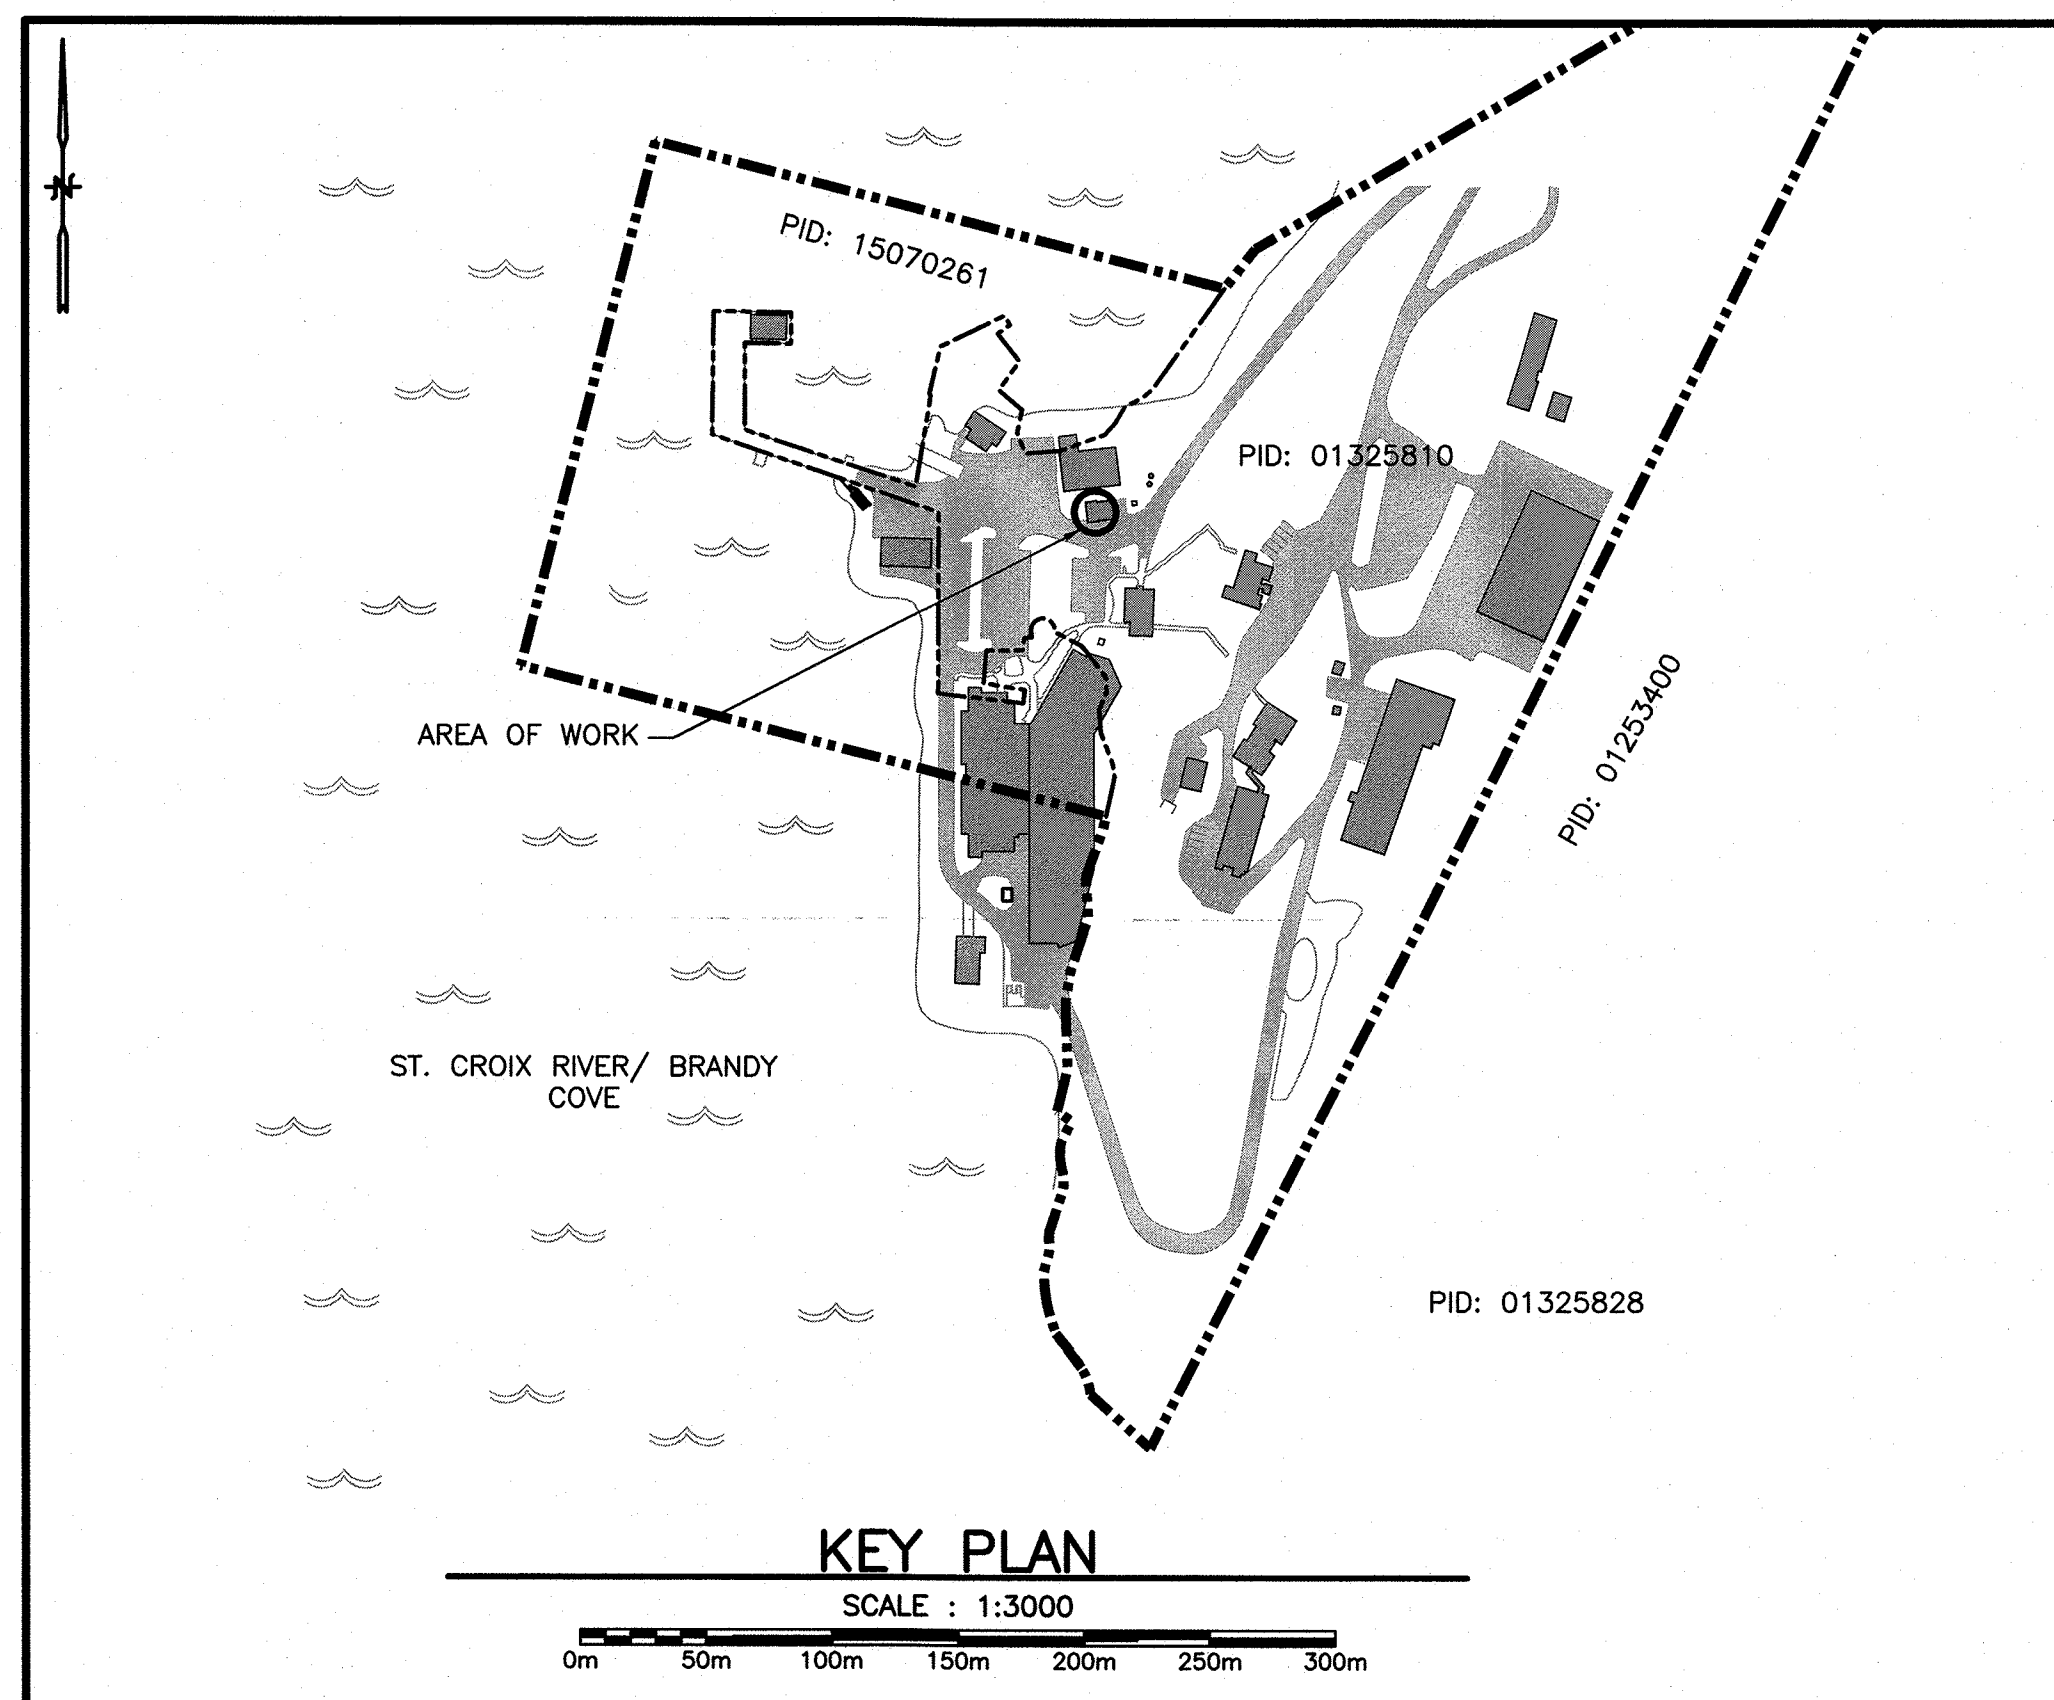 N
PID: 15070261
PID: 01325810
PID: 01253400
AREA OF WORK
ST. CROIX RIVER/ BRANDY
COVE
PID: 01325828
KEY PLAN
SCALE : 1:3000
0m 50m 100m 150m 200m 250m 300m